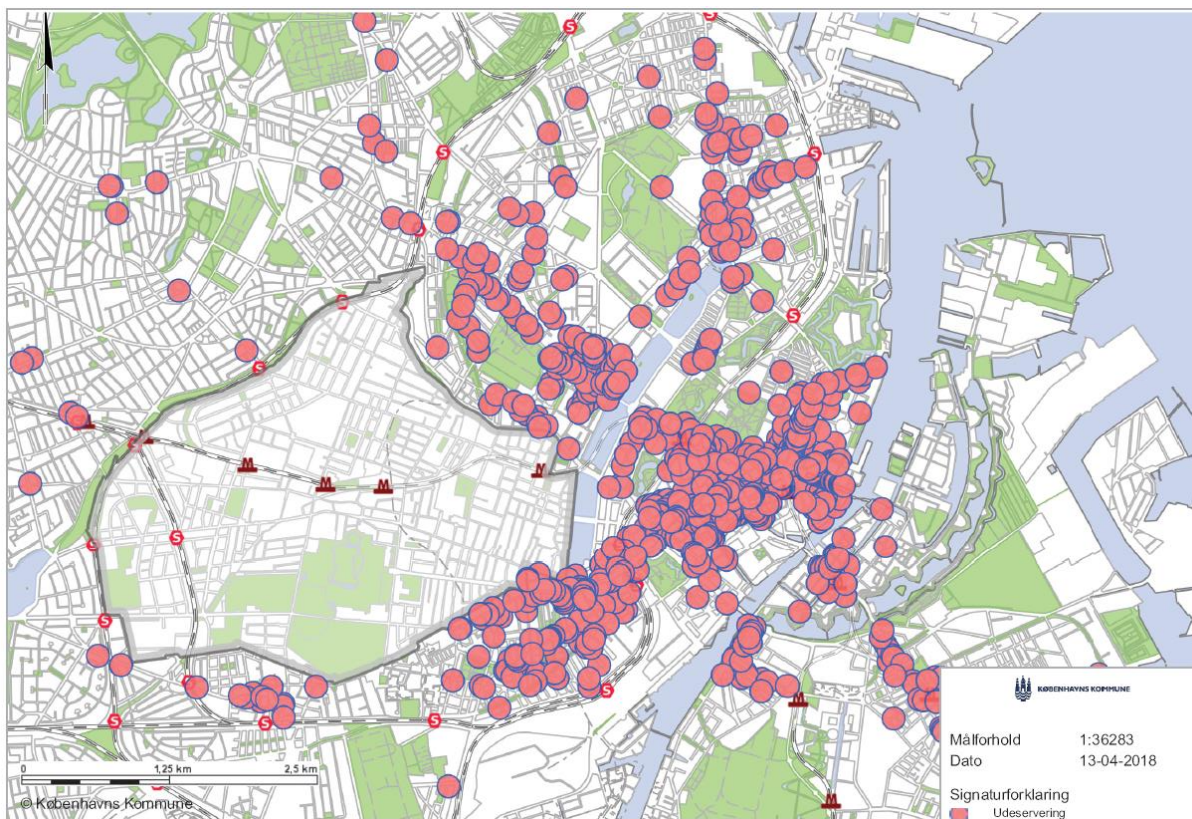 0 1,25 km 2,5 km
© Københavns Kommune
KØBENHAVNS KOMMUNE
Målforhold 1:36283
Dato 13-04-2018
Signaturforklaring
Udeservering